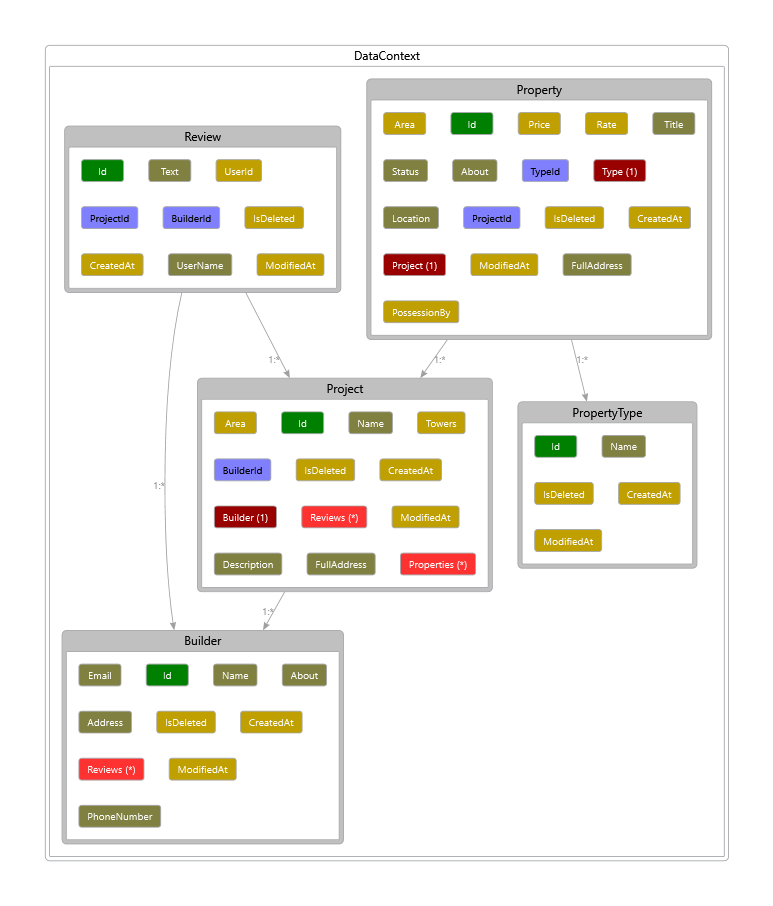 DataContext
Property
Area Id Price Rate Title
Status About TypeId Type (1)
Location ProjectId IsDeleted CreatedAt
Project (1) ModifiedAt FullAddress
PossessionBy
Review
Id Text UserId
ProjectId BuilderId IsDeleted
CreatedAt UserName ModifiedAt
1:* 1:* 1:*
Project
Area Id Name Towers
BuilderId IsDeleted CreatedAt
Builder (1) Reviews (*) ModifiedAt
Description FullAddress Properties (*)
PropertyType
Id Name
IsDeleted CreatedAt
ModifiedAt
1:*
1:*
Builder
Email Id Name About
Address IsDeleted CreatedAt
Reviews (*) ModifiedAt
PhoneNumber